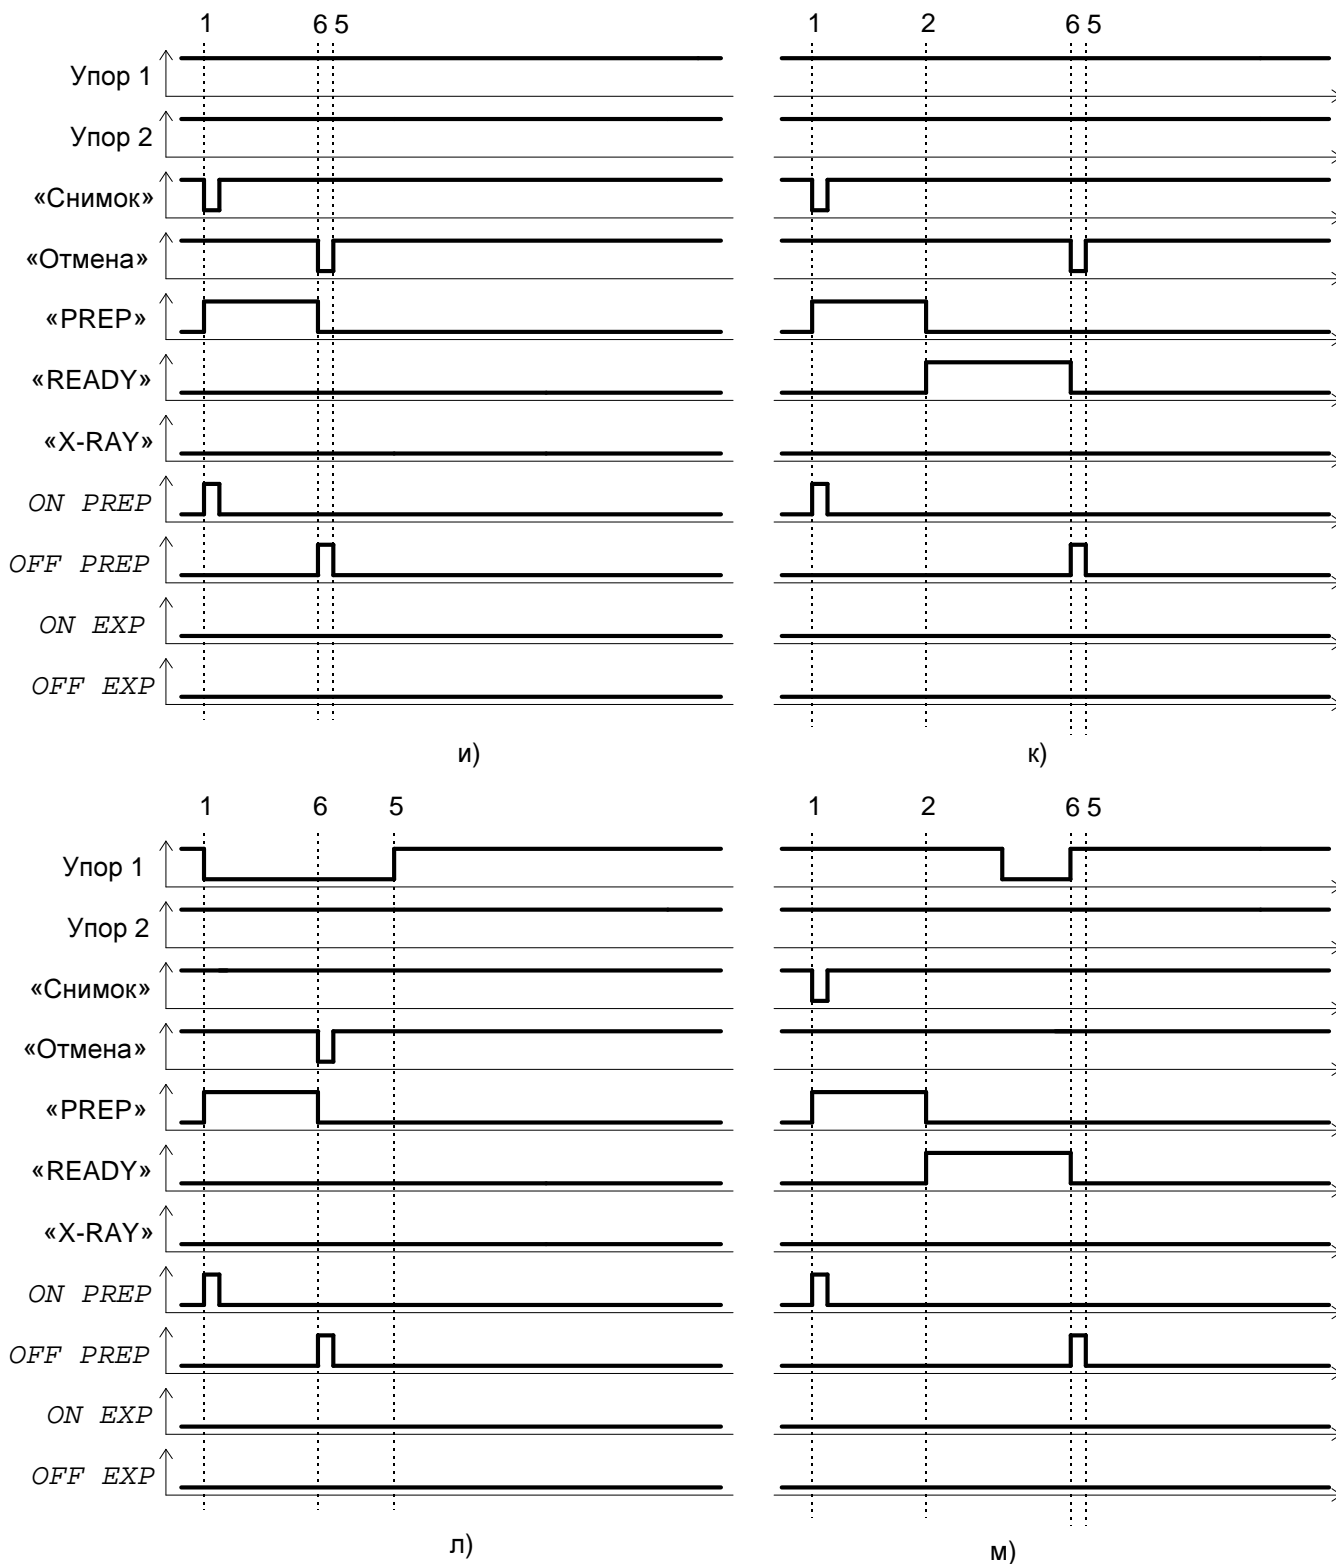 1 6 5 1 2 6 5
Упор 1
Упор 2
«Снимок»
«Отмена»
«PREP»
«READY»
«X-RAY»
ON PREP
OFF PREP
ON EXP
OFF EXP
и) к)
1 6 5 1 2 6 5
Упор 1
Упор 2
«Снимок»
«Отмена»
«PREP»
«READY»
«X-RAY»
ON PREP
OFF PREP
ON EXP
OFF EXP
л) м)